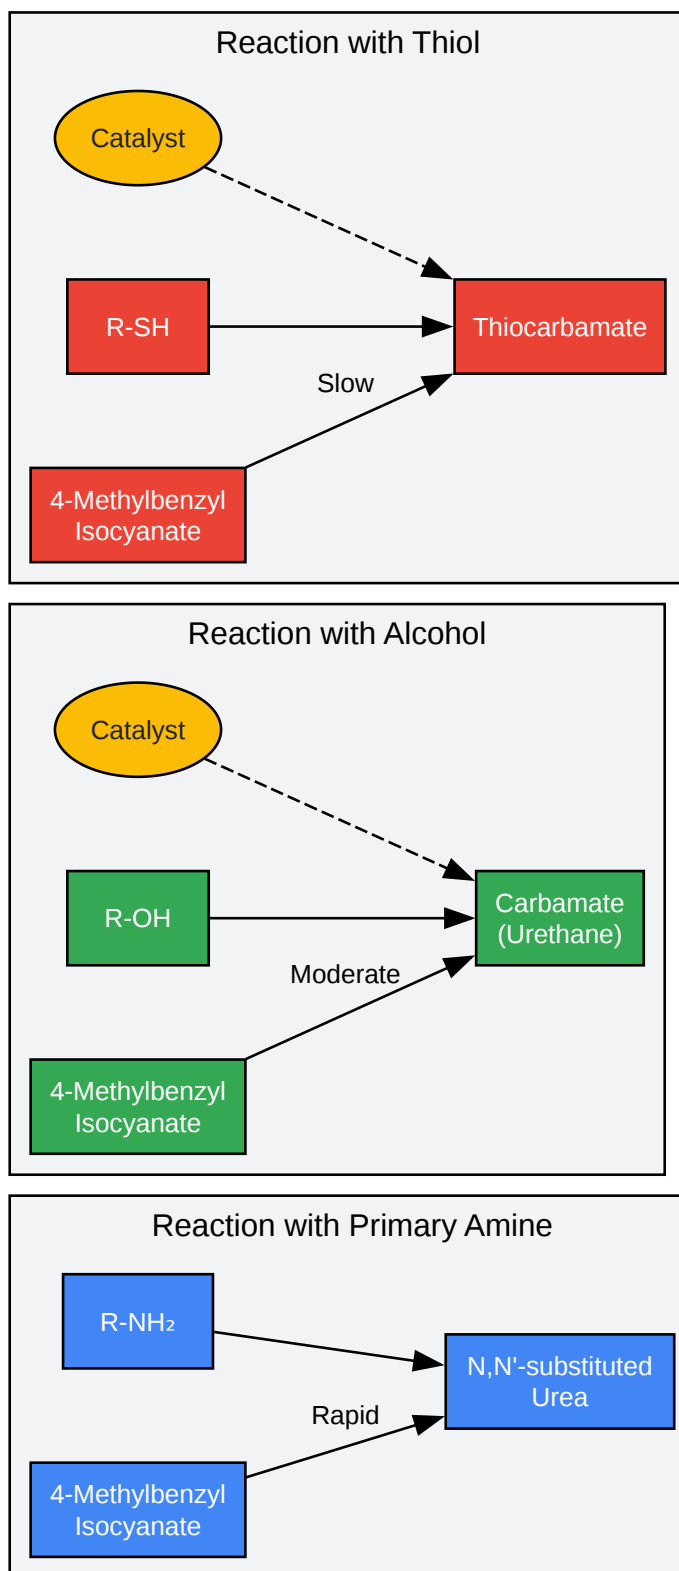 Reaction with Thiol
Catalyst
R-SH
Thiocarbamate
Slow
4-Methylbenzyl
Isocyanate
Reaction with Alcohol
Catalyst
R-OH
Carbamate
(Urethane)
Moderate
4-Methylbenzyl
Isocyanate
Reaction with Primary Amine
R-NH₂
N,N'-substituted
Urea
Rapid
4-Methylbenzyl
Isocyanate